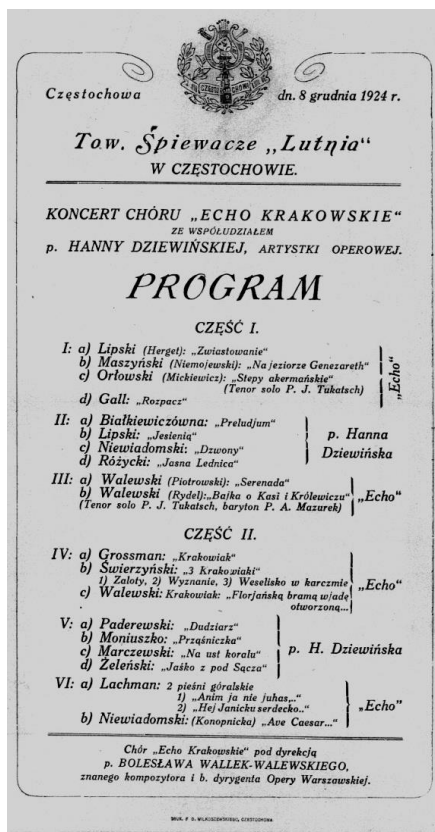 Częstochowa
dn. 8 grudnia 1924 r.
Tow. Śpiewacze „Lutnia“
W CZĘSTOCHOWIE.
KONCERT CHÓRU „ECHO KRAKOWSKIE“
ZE WSPÓŁUDZIAŁEM
p. HANNY DZIEWIŃSKIEJ, ARTYSTKI OPEROWEJ.
PROGRAM
CZĘŚĆ I.
I: a) Lipski (Herget): „Zwiastowanie“
b) Maszyński (Niemojewski): „Na jeziorze Genezareth“
c) Orłowski (Mickiewicz): „Stepy akermańskie“
(Tenor solo P. J. Tukatsch)
d) Gall: „Rozpacz“
„Echo“
II: a) Białkiewiczówna: „Preludjum“
b) Lipski: „Jesienią“
c) Niewiadomski: „Dzwony“
d) Różycki: „Jasna Lednica“
p. Hanna
Dziewińska
III: a) Walewski (Piotrowski): „Serenada“
b) Walewski (Rydel): „Bajka o Kasi i Królewiczu“
(Tenor solo P. J. Tukatsch, baryton P. A. Mazurek)
„Echo“
CZĘŚĆ II.
IV: a) Grossman: „Krakowiak“
b) Świerzyński: „3 Krakowiaki“
1) Zaloty, 2) Wyznanie, 3) Weselisko w karczmie
c) Walewski: Krakowiak: „Florjańską bramą wjadę
otworzoną...
„Echo“
V: a) Paderewski: „Dudziarz“
b) Moniuszko: „Prząśniczka“
c) Marczewski: „Na ust koralu“
d) Żeleński: „Jaśko z pod Sącza“
p. H. Dziewińska
VI: a) Lachman: 2 pieśni góralskie
1) „Anim ja nie juhas,..“
2) „Hej Janicku serdecko..“
b) Niewiadomski: (Konopnicka) „Ave Caesar...“
„Echo“
Chór „Echo Krakowskie“ pod dyrekcją
p. BOLESŁAWA WALLEK-WALEWSKIEGO,
znanego kompozytora i b. dyrygenta Opery Warszawskiej.
DRUK. F. D. WILKOSZEWSKIEGO, CZĘSTOCHOWA